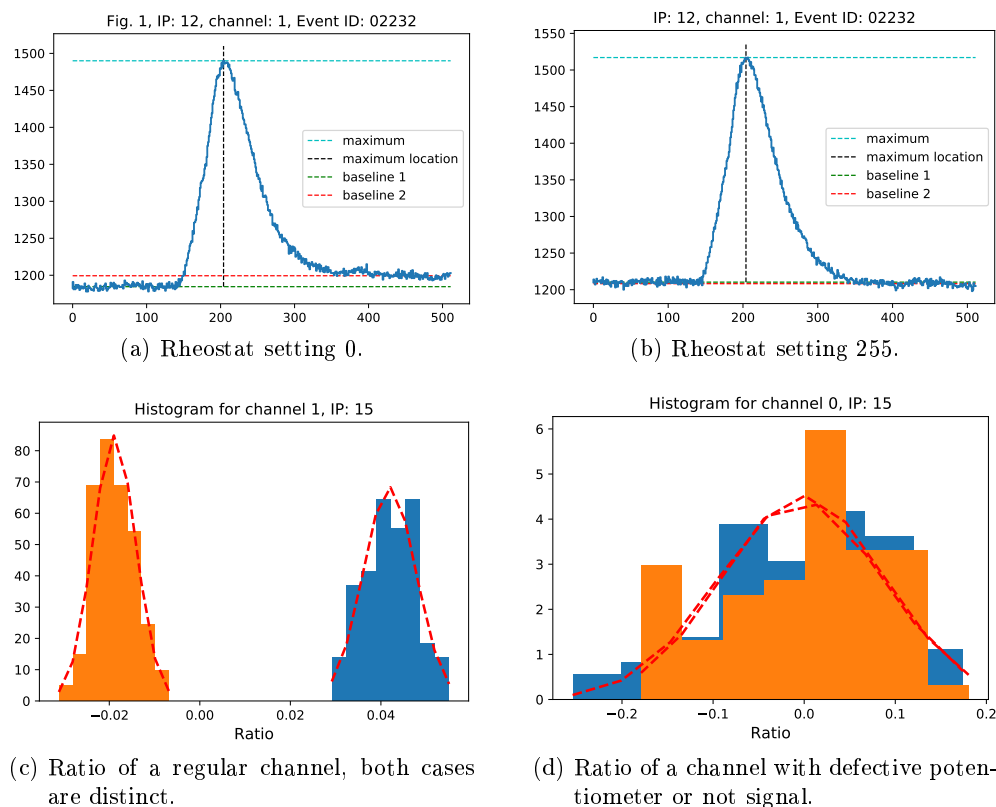 Fig. 1, IP: 12, channel: 1, Event ID: 02232
1500
1450
1400
1350
1300
1250
1200
maximum
maximum location
baseline 1
baseline 2
0 100 200 300 400 500
(a) Rheostat setting 0.
IP: 12, channel: 1, Event ID: 02232
1550
1500
1450
1400
1350
1300
1250
1200
maximum
maximum location
baseline 1
baseline 2
0 100 200 300 400 500
(b) Rheostat setting 255.
Histogram for channel 1, IP: 15
80
70
60
50
40
30
20
10
0
−0.02 0.00 0.02 0.04
Ratio
(c) Ratio of a regular channel, both cases
are distinct.
Histogram for channel 0, IP: 15
6
5
4
3
2
1
0
−0.2 −0.1 0.0 0.1 0.2
Ratio
(d) Ratio of a channel with defective poten-
tiometer or not signal.